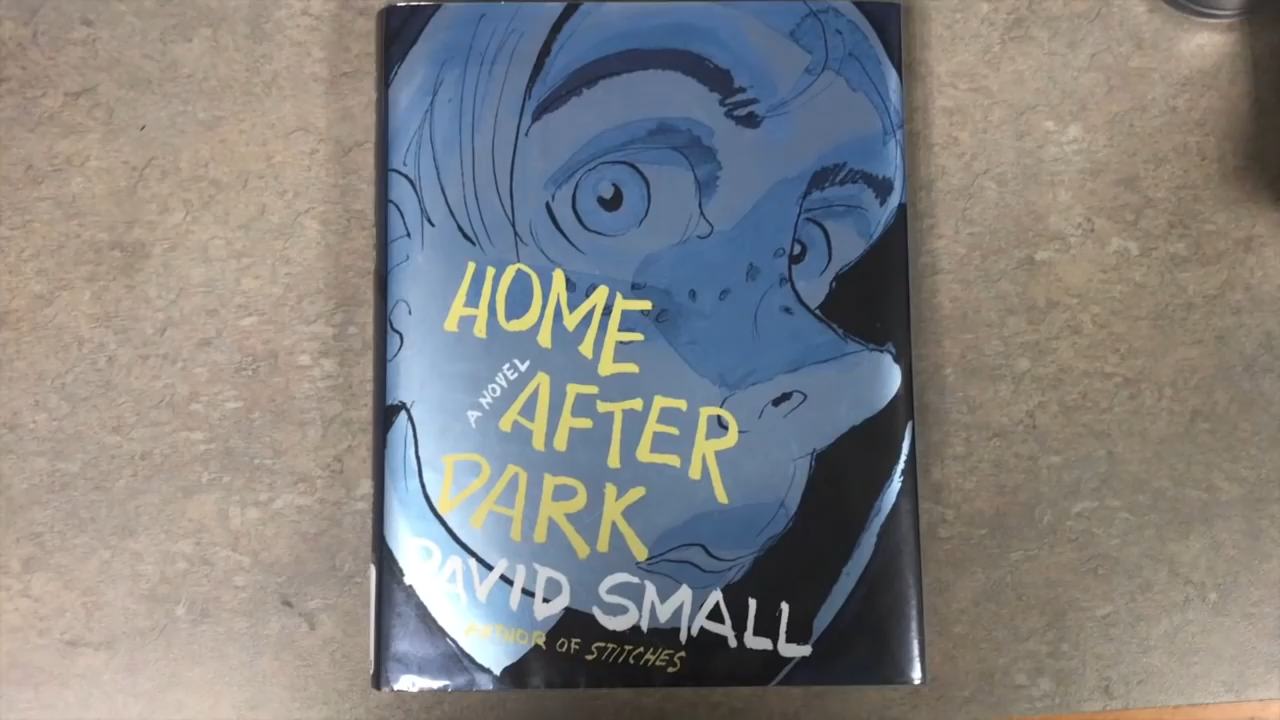 HOME
A NOVEL
AFTER
DARK
DAVID SMALL
AUTHOR OF STITCHES